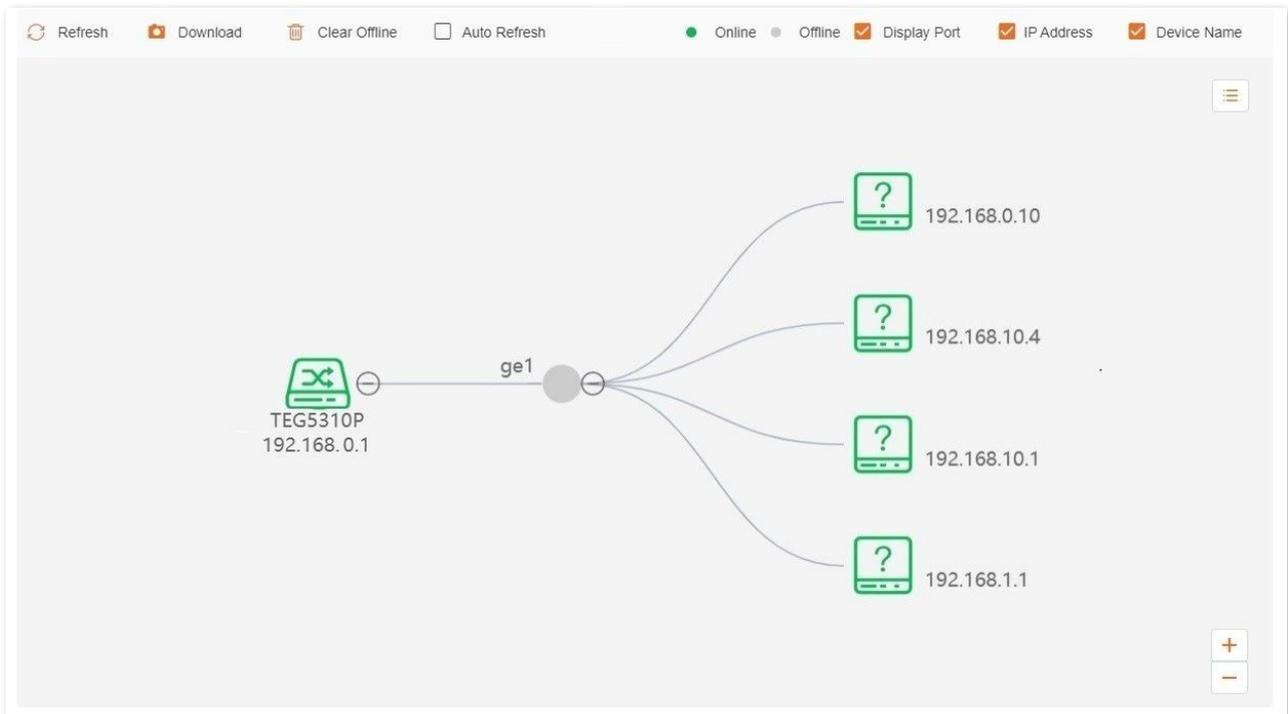 Refresh Download Clear Offline Auto Refresh Online Offline Display Port IP Address Device Name
? 192.168.0.10
? 192.168.10.4
ge1
TEG5310P
192.168.0.1
? 192.168.10.1
? 192.168.1.1